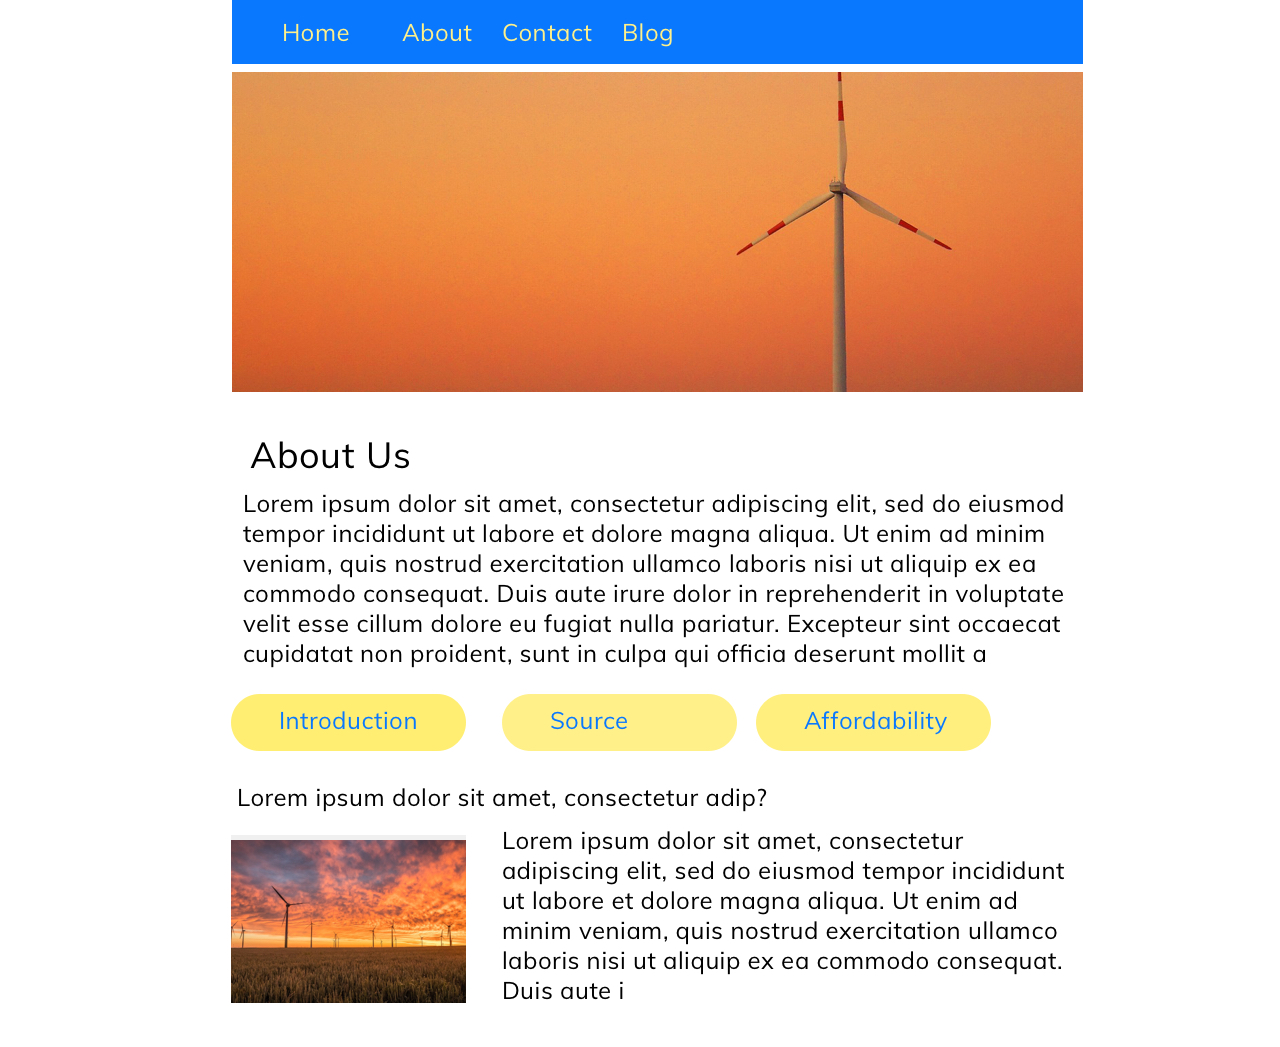 Home About Contact Blog
About Us
Lorem ipsum dolor sit amet, consectetur adipiscing elit, sed do eiusmod
tempor incididunt ut labore et dolore magna aliqua. Ut enim ad minim
veniam, quis nostrud exercitation ullamco laboris nisi ut aliquip ex ea
commodo consequat. Duis aute irure dolor in reprehenderit in voluptate
velit esse cillum dolore eu fugiat nulla pariatur. Excepteur sint occaecat
cupidatat non proident, sunt in culpa qui officia deserunt mollit a
Introduction Source Affordability
Lorem ipsum dolor sit amet, consectetur adip?
Lorem ipsum dolor sit amet, consectetur
adipiscing elit, sed do eiusmod tempor incididunt
ut labore et dolore magna aliqua. Ut enim ad
minim veniam, quis nostrud exercitation ullamco
laboris nisi ut aliquip ex ea commodo consequat.
Duis aute i